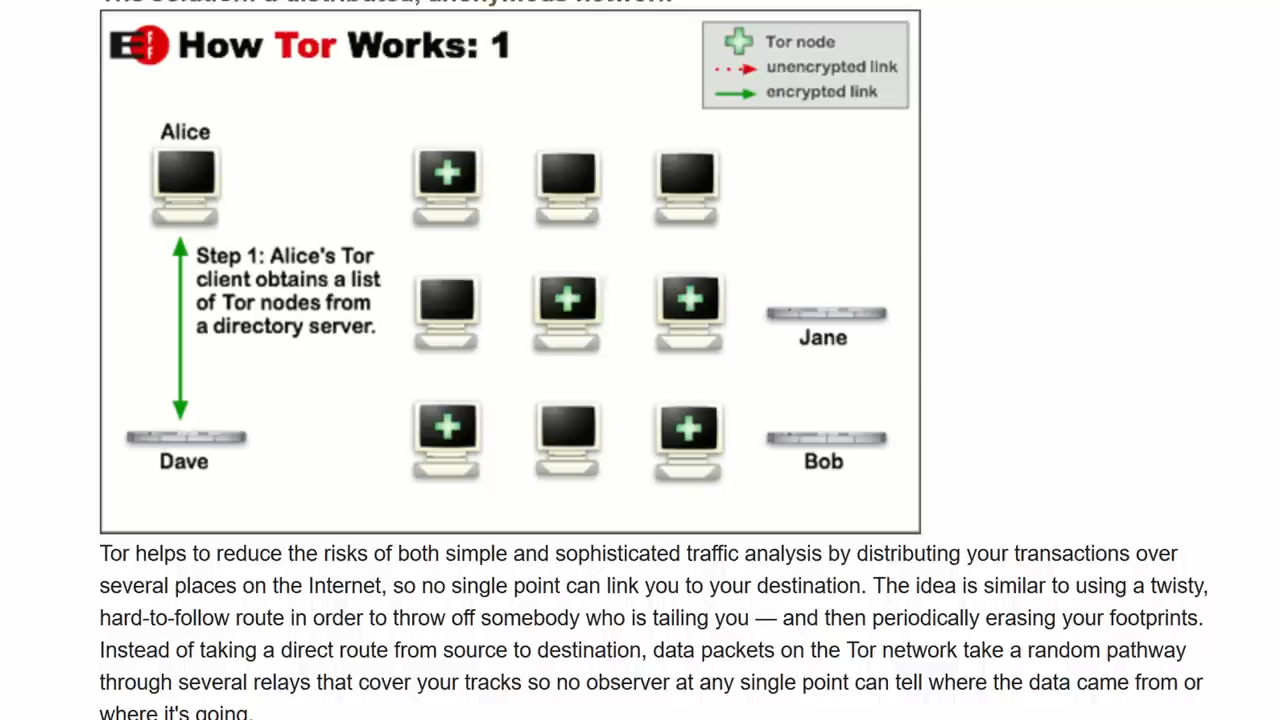 The solution: a distributed, anonymous network
EFF How Tor Works: 1
Tor node
unencrypted link
encrypted link
Alice
Step 1: Alice's Tor
client obtains a list
of Tor nodes from
a directory server.
Jane
Dave
Bob
Tor helps to reduce the risks of both simple and sophisticated traffic analysis by distributing your transactions over
several places on the Internet, so no single point can link you to your destination. The idea is similar to using a twisty,
hard-to-follow route in order to throw off somebody who is tailing you — and then periodically erasing your footprints.
Instead of taking a direct route from source to destination, data packets on the Tor network take a random pathway
through several relays that cover your tracks so no observer at any single point can tell where the data came from or
where it's going.